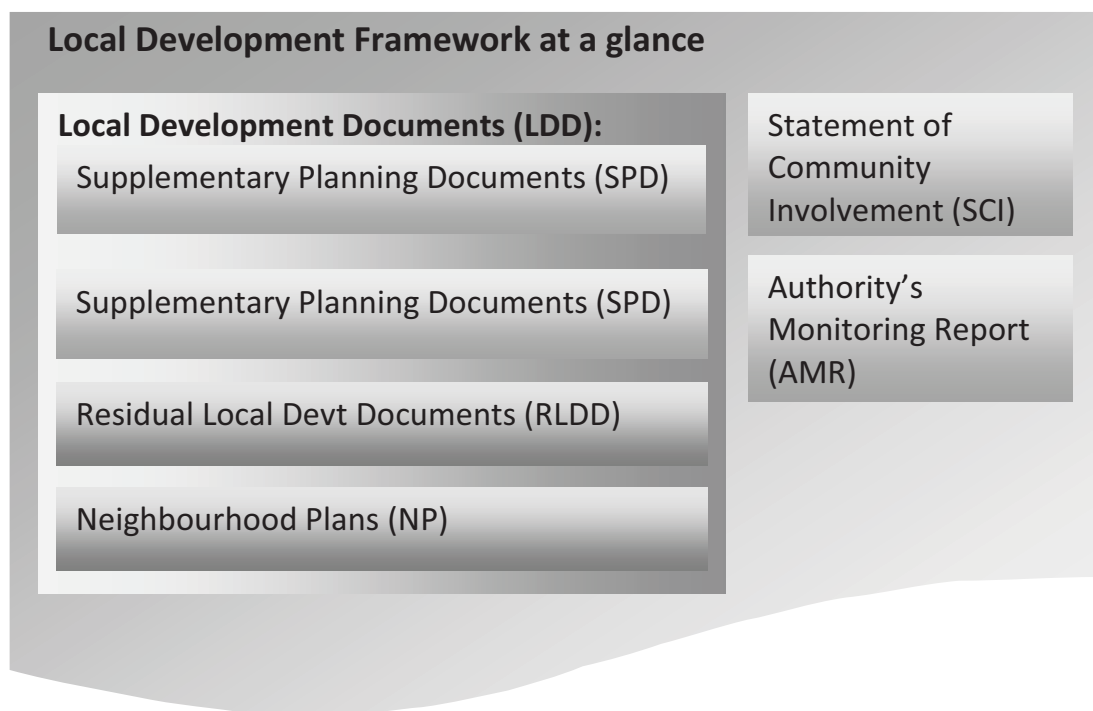 Local Development Framework at a glance
Local Development Documents (LDD):
Supplementary Planning Documents (SPD)
Supplementary Planning Documents (SPD)
Residual Local Devt Documents (RLDD)
Neighbourhood Plans (NP)
Statement of
Community
Involvement (SCI)
Authority’s
Monitoring Report
(AMR)